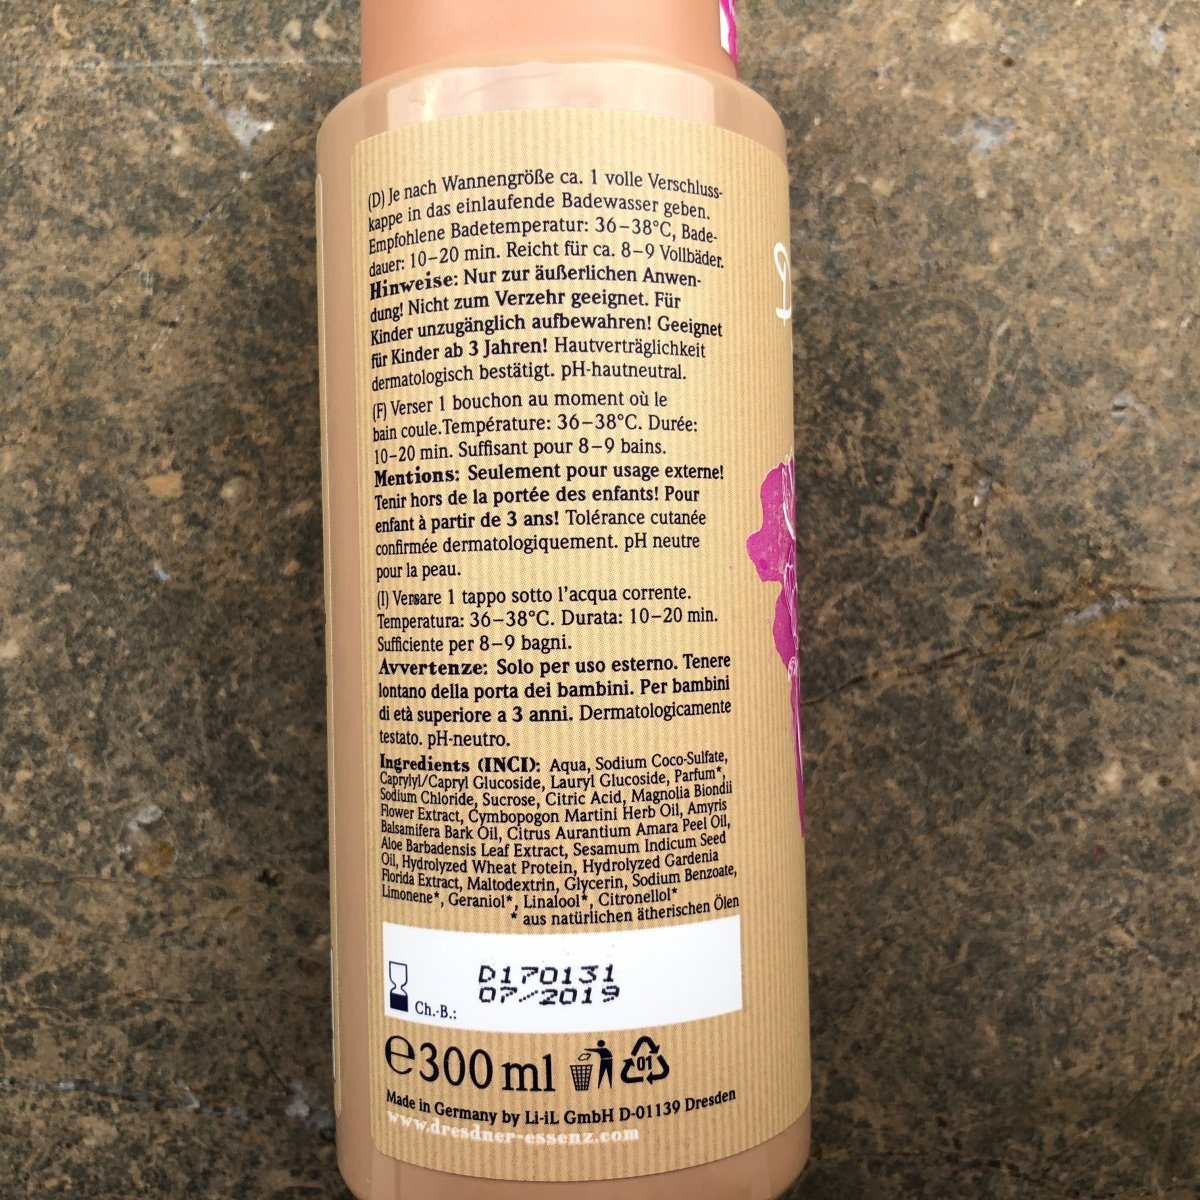 (D) Je nach Wannengröße ca. 1 volle Verschluss-
kappe in das einlaufende Badewasser geben.
Empfohlene Badetemperatur: 36–38°C, Bade-
dauer: 10–20 min. Reicht für ca. 8–9 Vollbäder.
Hinweise: Nur zur äußerlichen Anwen-
dung! Nicht zum Verzehr geeignet. Für
Kinder unzugänglich aufbewahren! Geeignet
für Kinder ab 3 Jahren! Hautverträglichkeit
dermatologisch bestätigt. pH-hautneutral.
(F) Verser 1 bouchon au moment où le
bain coule.Température: 36–38°C. Durée:
10–20 min. Suffisant pour 8–9 bains.
Mentions: Seulement pour usage externe!
Tenir hors de la portée des enfants! Pour
enfant à partir de 3 ans! Tolérance cutanée
confirmée dermatologiquement. pH neutre
pour la peau.
(I) Versare 1 tappo sotto l'acqua corrente.
Temperatura: 36–38°C. Durata: 10–20 min.
Sufficiente per 8–9 bagni.
Avvertenze: Solo per uso esterno. Tenere
lontano della porta dei bambini. Per bambini
di età superiore a 3 anni. Dermatologicamente
testato. pH-neutro.
Ingredients (INCI): Aqua, Sodium Coco-Sulfate,
Caprylyl/Capryl Glucoside, Lauryl Glucoside, Parfum*,
Sodium Chloride, Sucrose, Citric Acid, Magnolia Biondii
Flower Extract, Cymbopogon Martini Herb Oil, Amyris
Balsamifera Bark Oil, Citrus Aurantium Amara Peel Oil,
Aloe Barbadensis Leaf Extract, Sesamum Indicum Seed
Oil, Hydrolyzed Wheat Protein, Hydrolyzed Gardenia
Florida Extract, Maltodextrin, Glycerin, Sodium Benzoate,
Limonene*, Geraniol*, Linalool*, Citronellol*
* aus natürlichen ätherischen Ölen
D170131
07/2019
Ch.-B.:
℮300 ml
01
Made in Germany by Li-iL GmbH D-01139 Dresden
www.dresdner-essenz.com